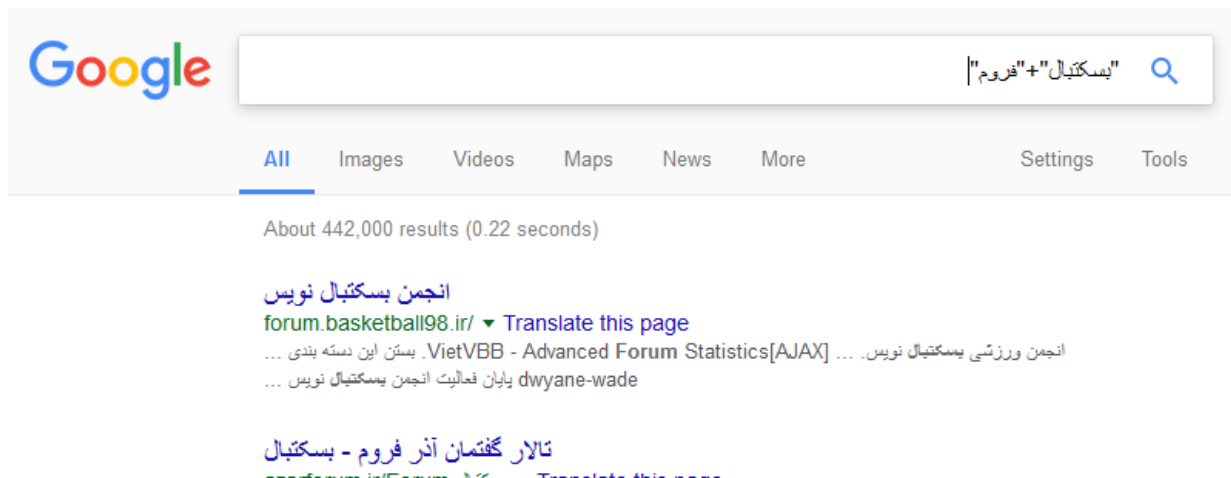 Google
"بسکتبال"+"فروم"
All Images Videos Maps News More Settings Tools
About 442,000 results (0.22 seconds)
انجمن بسکتبال نویس
forum.basketball98.ir/ ▼ Translate this page
انجمن ورزشی بسکتبال نویس. ... VietVBB - Advanced Forum Statistics[AJAX]. بستن این دسته بندی ...
dwyane-wade پایان فعالیت انجمن بسکتبال نویس ...
تالار گفتمان آذر فروم - بسکتبال